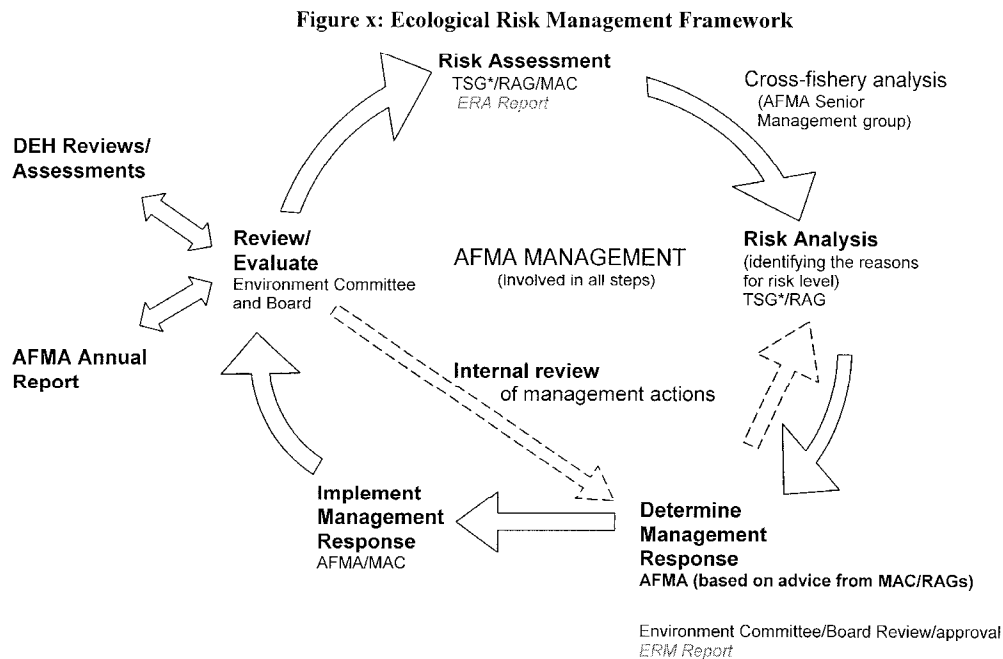 Figure x: Ecological Risk Management Framework
Risk Assessment
TSG*/RAG/MAC
ERA Report
Cross-fishery analysis
(AFMA Senior
Management group)
DEH Reviews/
Assessments
Review/
Evaluate
Environment Committee
and Board
AFMA MANAGEMENT
(involved in all steps)
Risk Analysis
(identifying the reasons
for risk level)
TSG*/RAG
AFMA Annual
Report
Internal review
of management actions
Implement
Management
Response
AFMA/MAC
Determine
Management
Response
AFMA (based on advice from MAC/RAGs)
Environment Committee/Board Review/approval
ERM Report